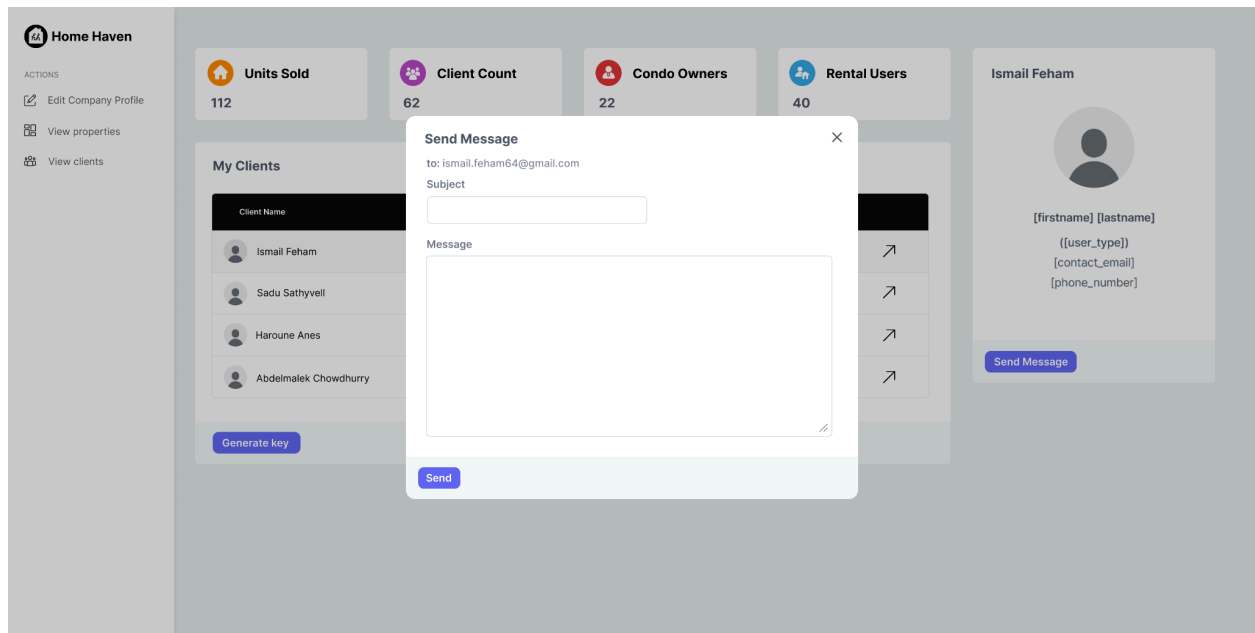 Home Haven
ACTIONS
Edit Company Profile
View properties
View clients
Units Sold
112
Client Count
62
Condo Owners
22
Rental Users
40
My Clients
Client Name
Ismail Feham
Sadu Sathyvell
Haroune Anes
Abdelmalek Chowdhurry
Generate key
Send Message
to: ismail.feham64@gmail.com
Subject
Message
Send
Ismail Feham
[firstname] [lastname]
([user_type])
[contact_email]
[phone_number]
Send Message